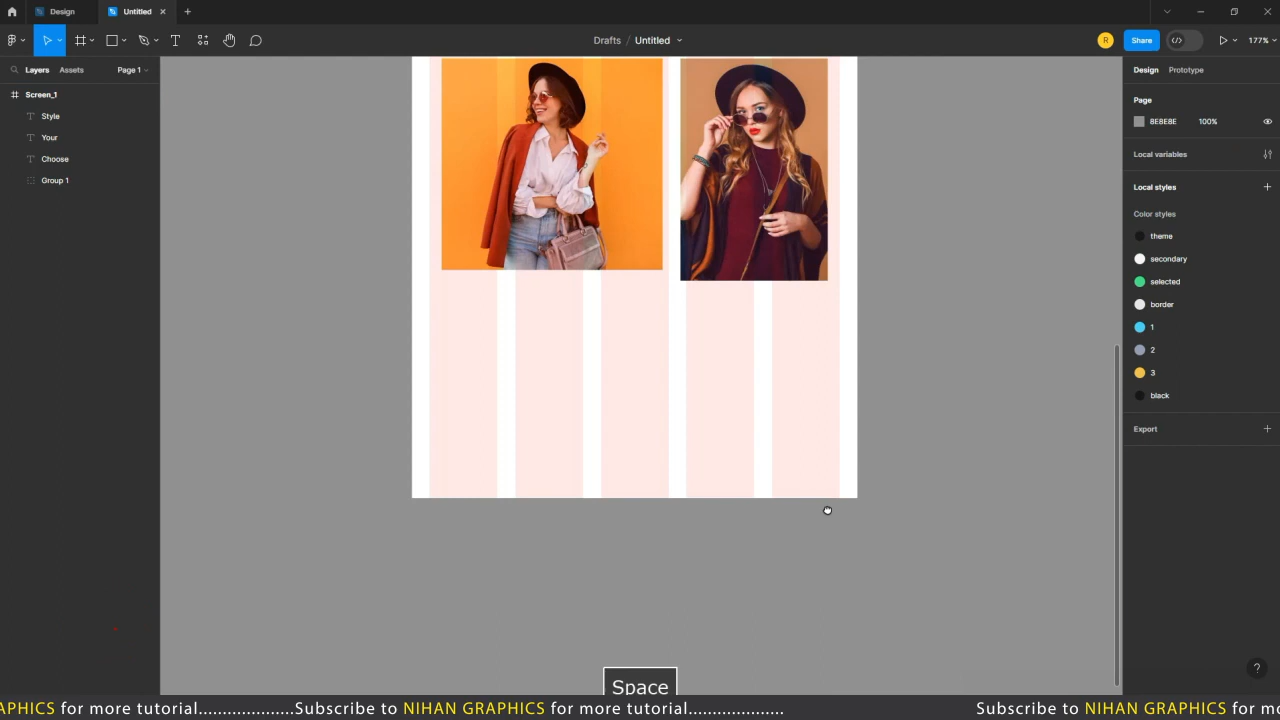 Design
Untitled
Drafts / Untitled
R
Share
177%
Layers
Assets
Page 1
Screen_1
Style
Your
Choose
Group 1
Design
Prototype
Page
8E8E8E
100%
Local variables
Local styles
Color styles
theme
secondary
selected
border
1
2
3
black
Export
?
Space
APHICS for more tutorial...................Subscribe to NIHAN GRAPHICS for more tutorial................... Subscribe to NIHAN GRAPHICS for mo